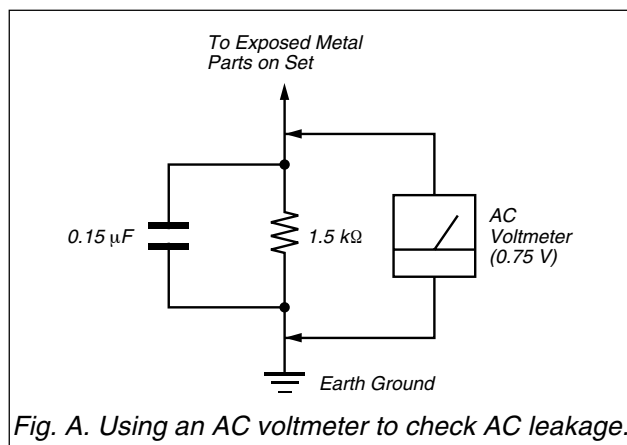 To Exposed Metal
Parts on Set
0.15 µF
1.5 kΩ
AC
Voltmeter
(0.75 V)
Earth Ground
Fig. A. Using an AC voltmeter to check AC leakage.